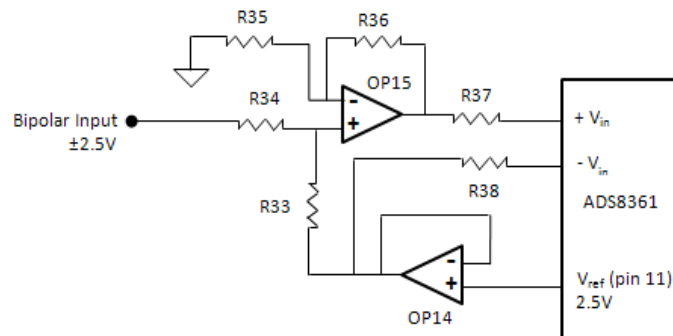 R35
R36
OP15
R34
R37
Bipolar Input
±2.5V
+ Vin
- Vin
R38
ADS8361
R33
Vref (pin 11)
2.5V
OP14